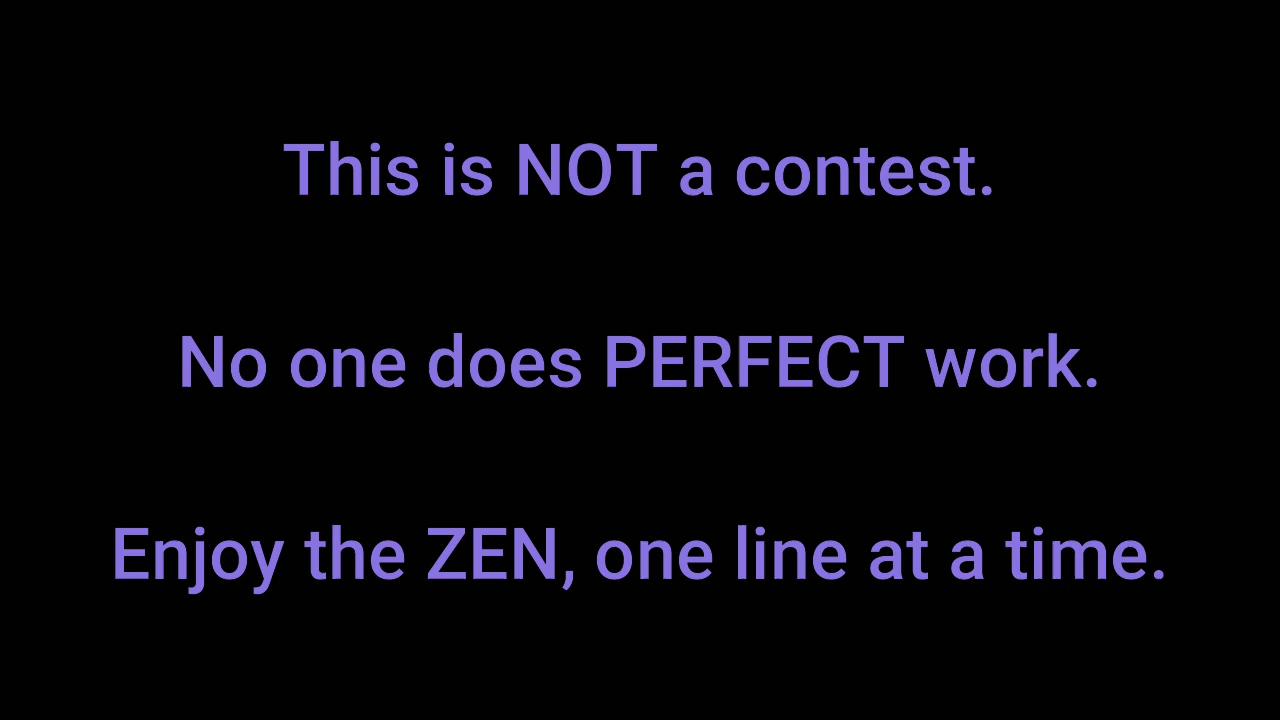 This is NOT a contest.
No one does PERFECT work.
Enjoy the ZEN, one line at a time.